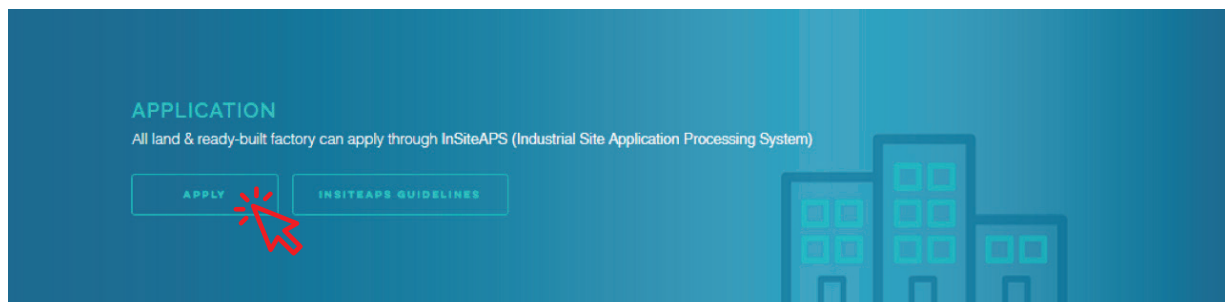 APPLICATION
All land & ready-built factory can apply through InSiteAPS (Industrial Site Application Processing System)
APPLY
INSITEAPS GUIDELINES